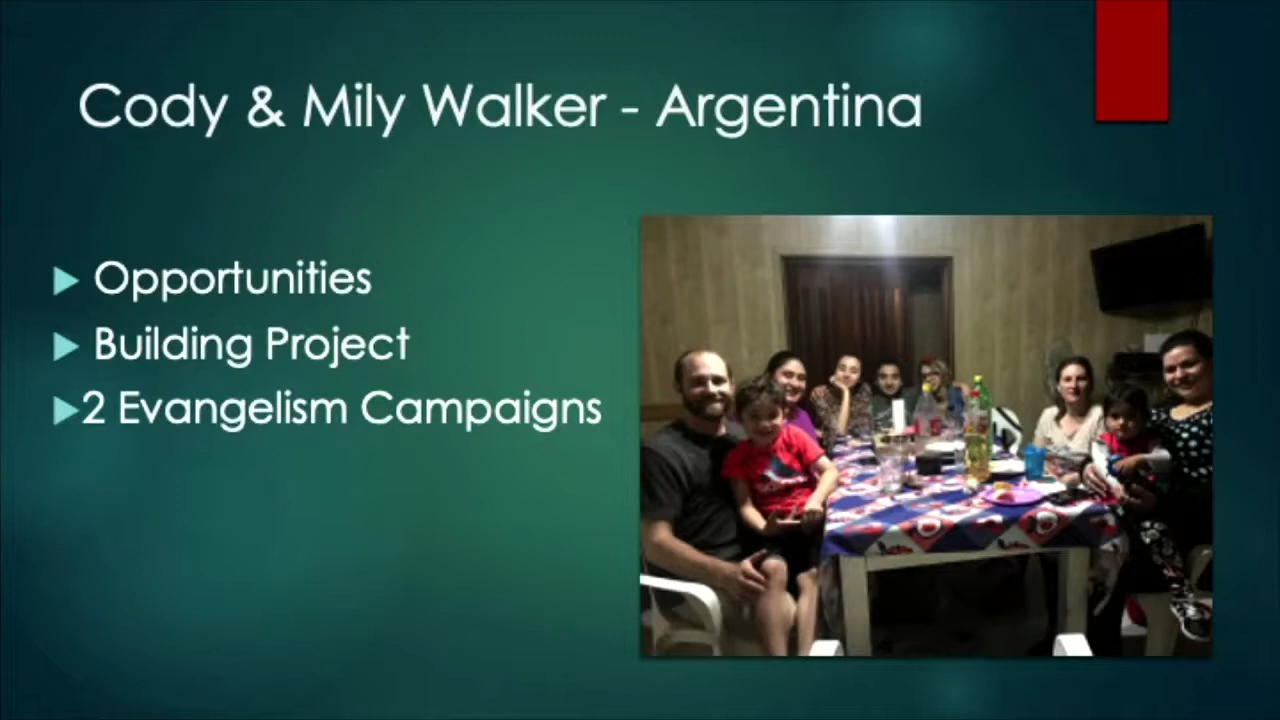 Cody & Mily Walker - Argentina
Opportunities
Building Project
2 Evangelism Campaigns